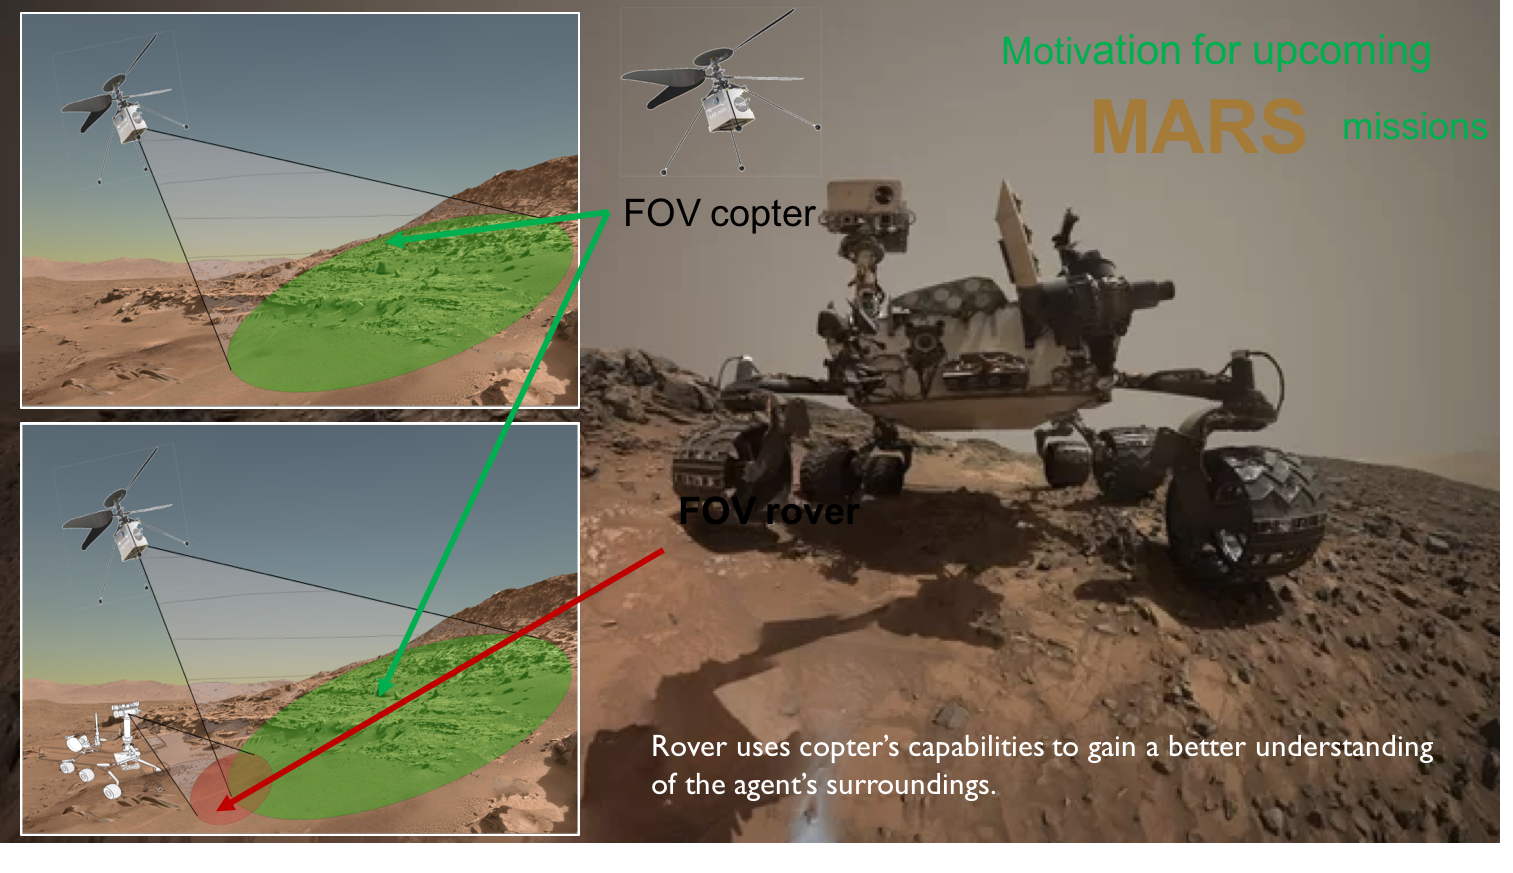 Motivation for upcoming
MARS missions
FOV copter
FOV rover
Rover uses copter's capabilities to gain a better understanding
of the agent's surroundings.